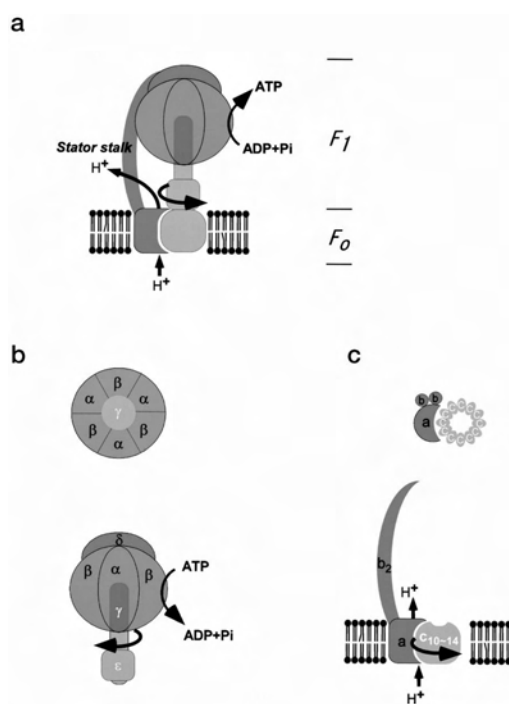 a
ATP
F1
Stator stalk
H+
ADP+Pi
Fo
H+
b
β
α
α
γ
β
β
α
c
b
b
a
c c c c c c c c c c
δ
β
α
β
γ
ε
ATP
ADP+Pi
b2
H+
a
C10~14
H+